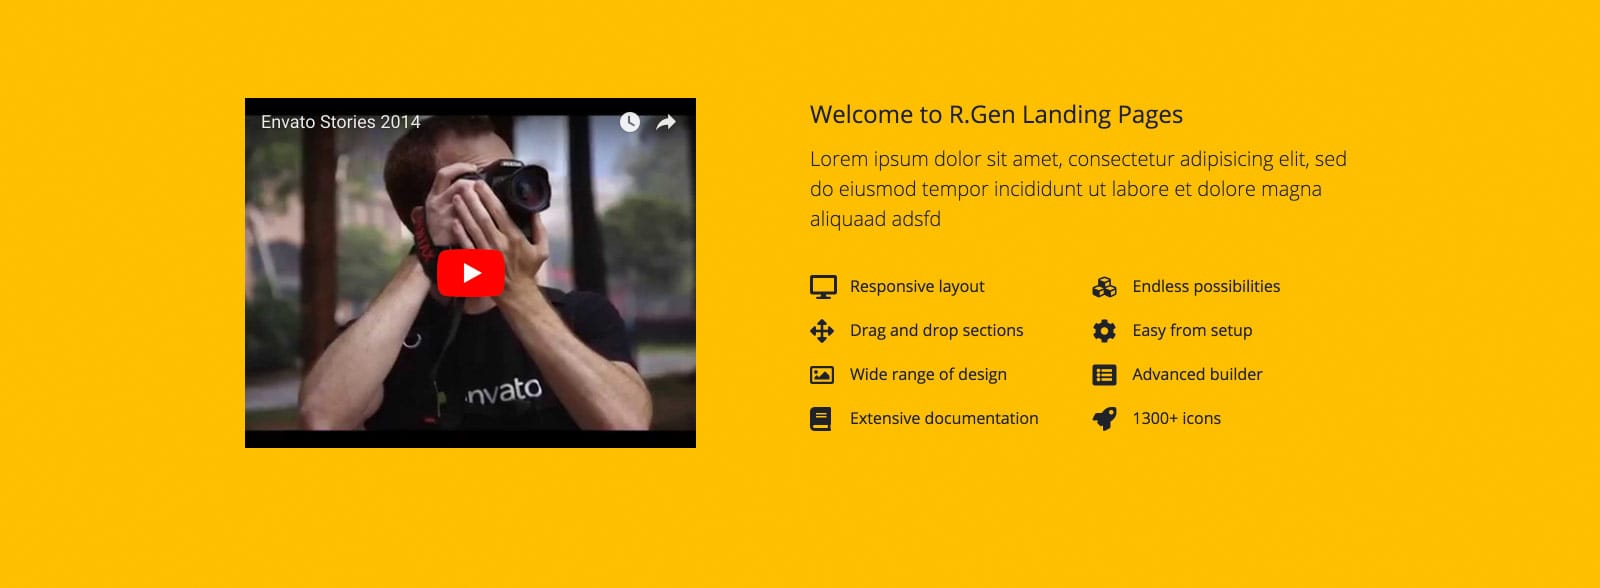 Envato Stories 2014
nvato
Welcome to R.Gen Landing Pages
Lorem ipsum dolor sit amet, consectetur adipisicing elit, sed
do eiusmod tempor incididunt ut labore et dolore magna
aliquaad adsfd
Responsive layout
Endless possibilities
Drag and drop sections
Easy from setup
Wide range of design
Advanced builder
Extensive documentation
1300+ icons